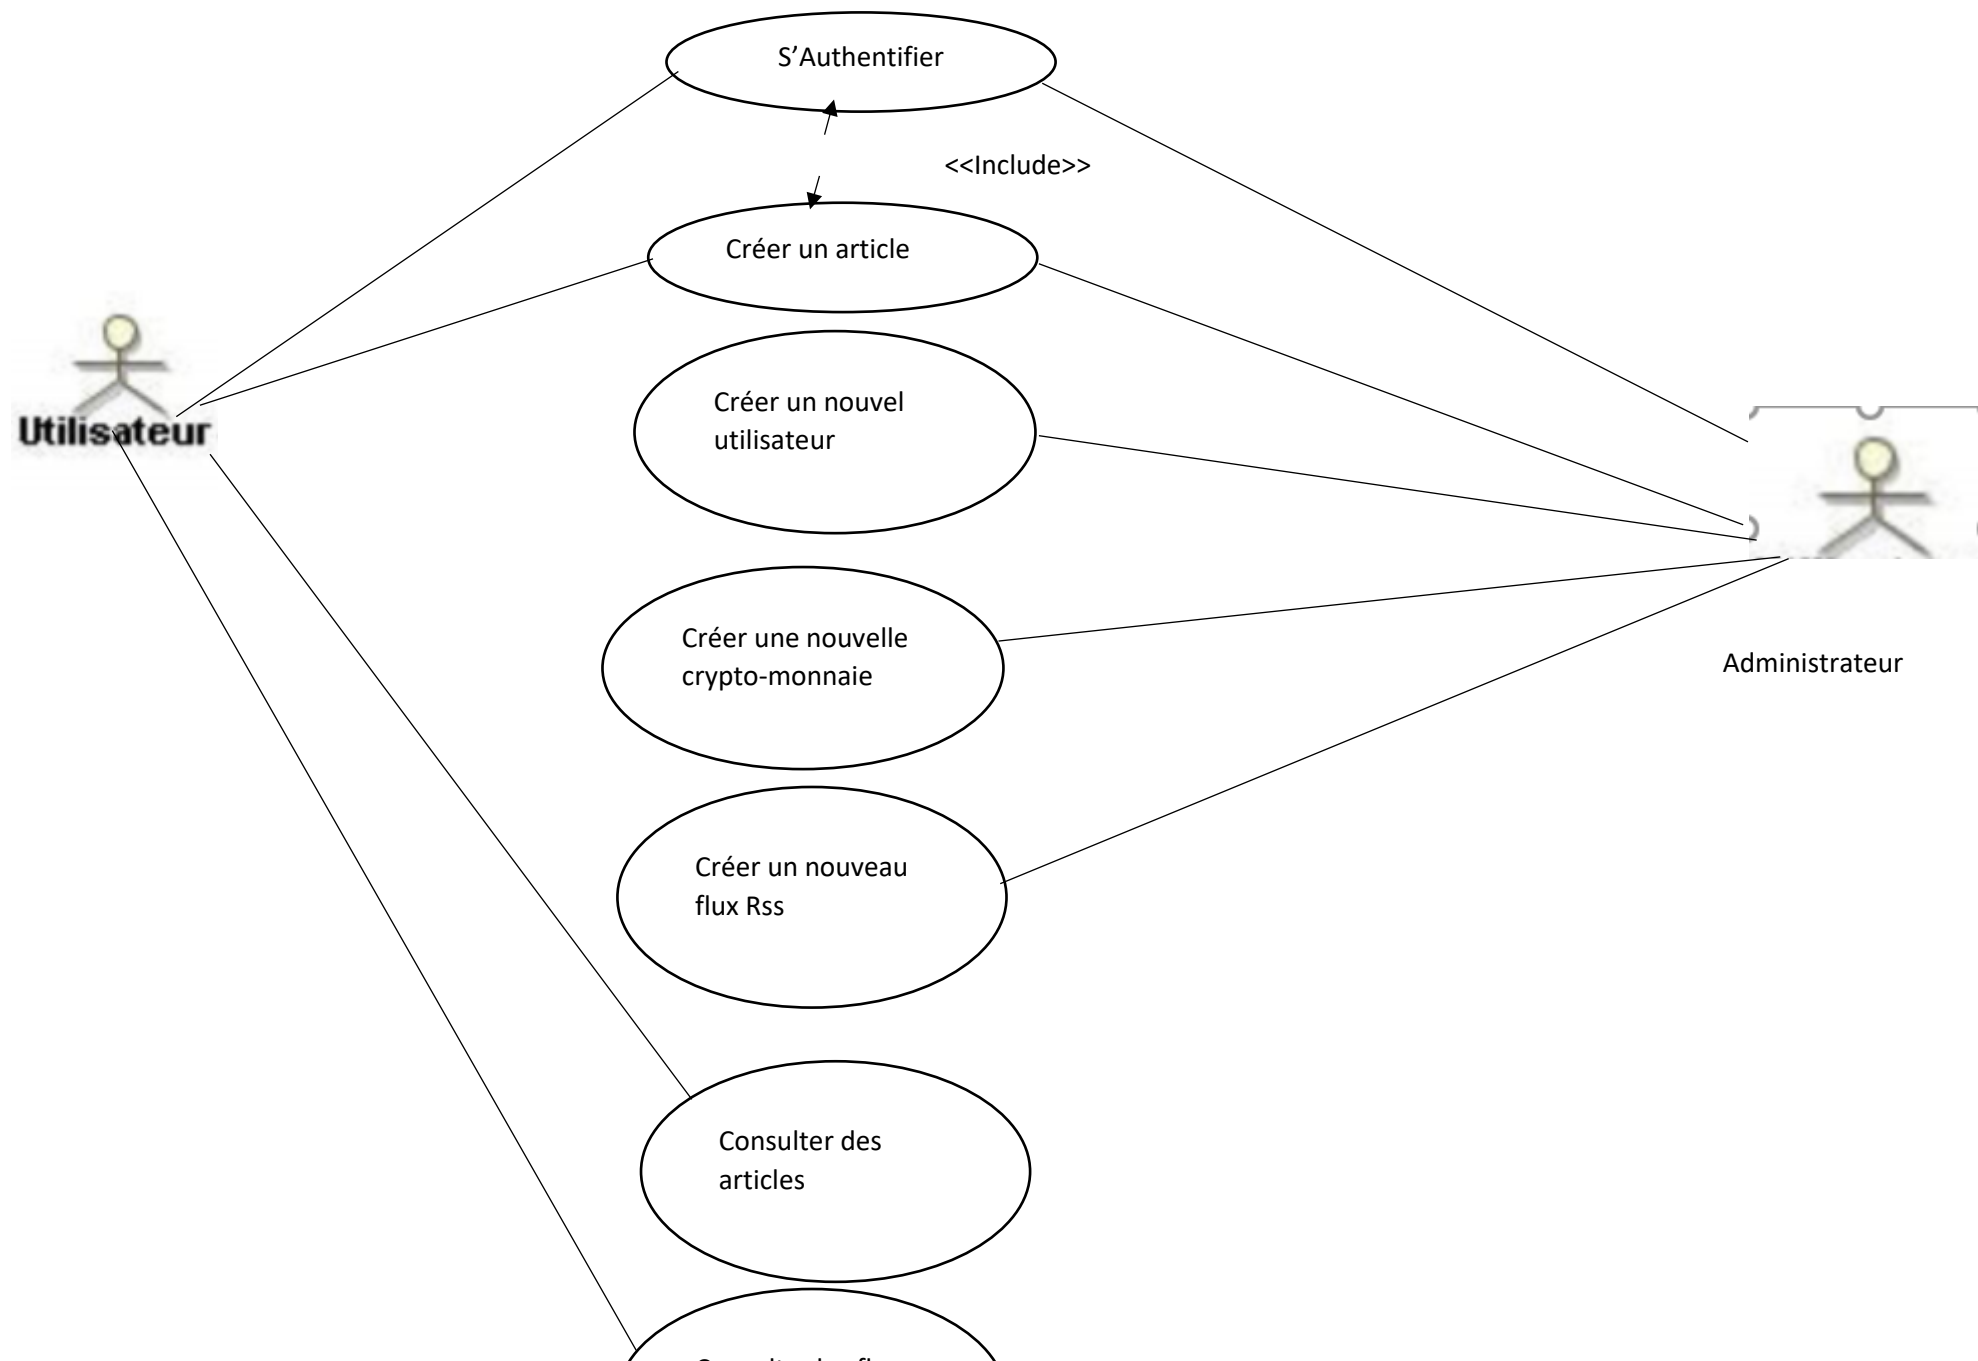 S’Authentifier
<<Include>>
Créer un article
Créer un nouvel
utilisateur
Utilisateur
Créer une nouvelle
crypto-monnaie
Administrateur
Créer un nouveau
flux Rss
Consulter des
articles